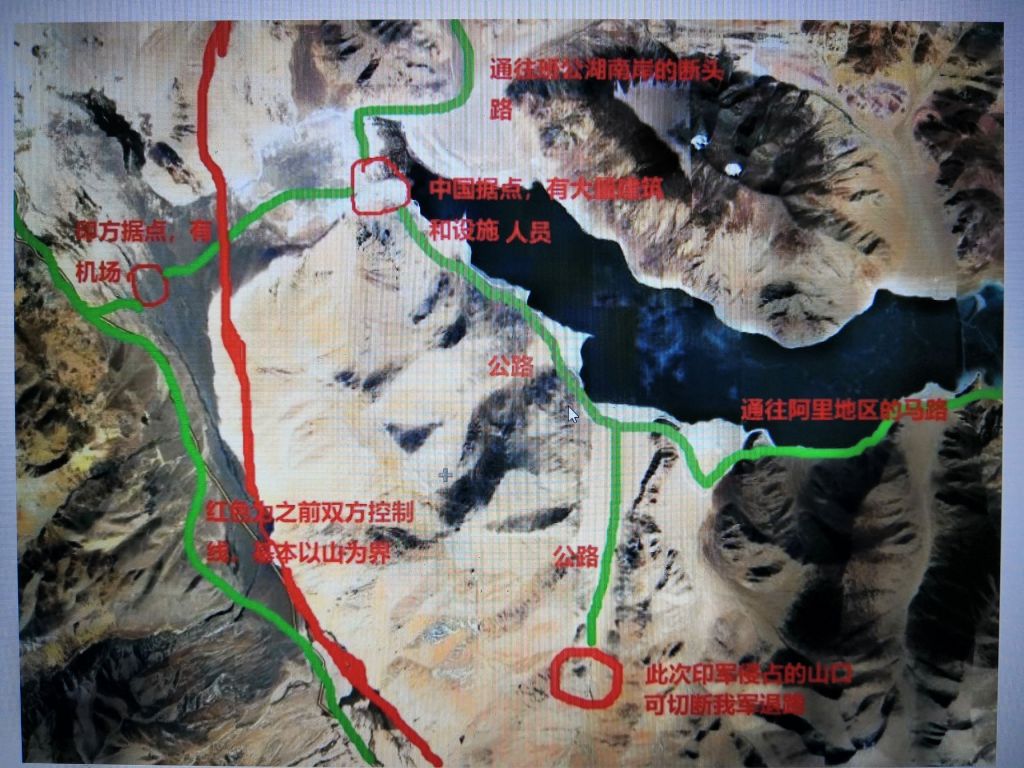 通往班公湖南岸的断头
路
中国据点，有大量建筑
和设施 人员
印方据点，有
机场
公路
通往阿里地区的马路
红色为之前双方控制
线，基本以山为界
公路
此次印军侵占的山口
可切断我军退路